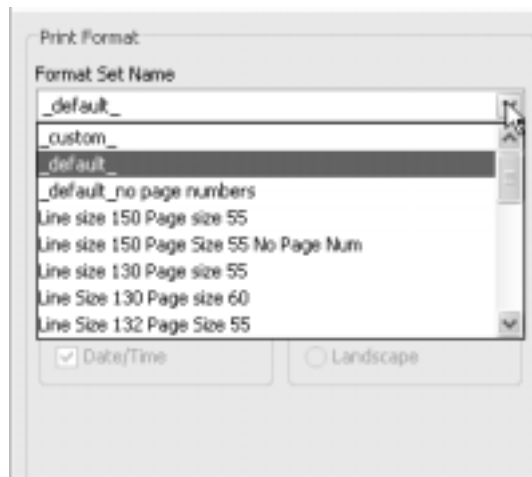 Print Format
Format Set Name
_default_
_custom_
_default_
_default_no page numbers
Line size 150 Page size 55
Line size 150 Page Size 55 No Page Num
Line size 130 Page size 55
Line Size 130 Page size 60
Line Size 132 Page Size 55
Date/Time
Landscape